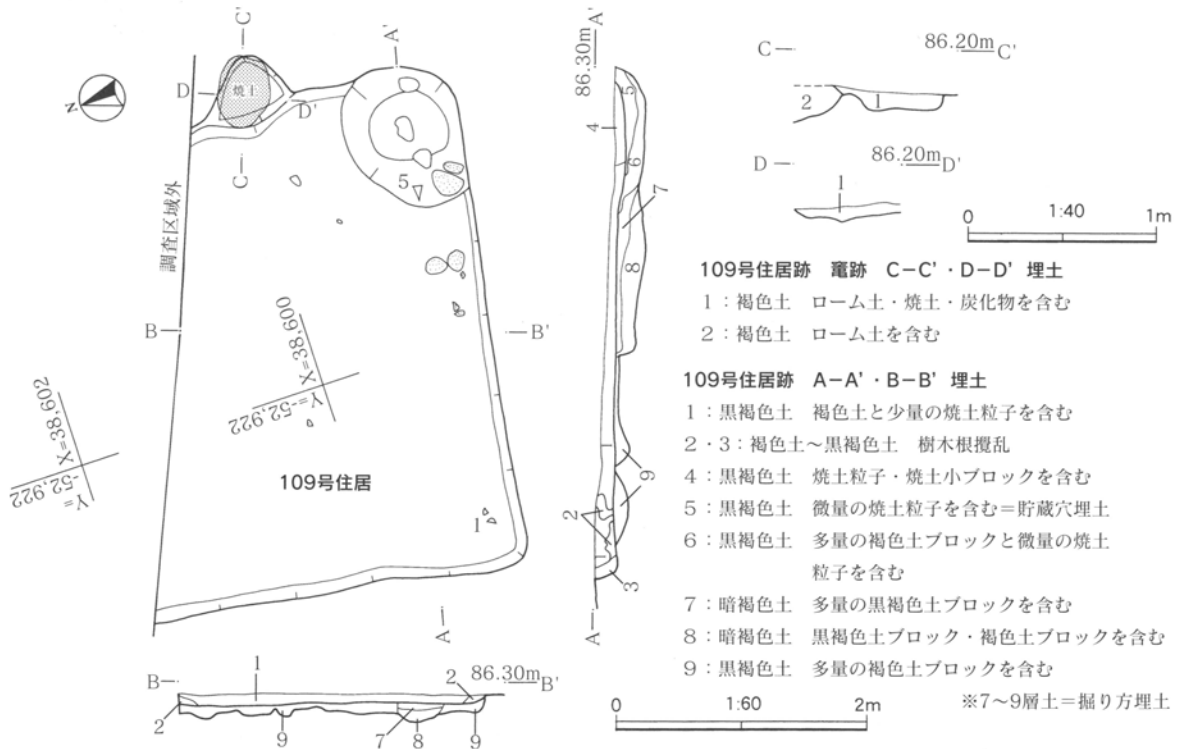 C'
A'
D
焼土
D'
N
C
5
調査区域外
B
B'
X=38,600
Y=-52,922
X=38,602
Y=
-52,922
109号住居
1
A
86.30m A'
5
4
6
7
8
9
2
3
A
B
1
2
86.30m B'
2
9
7
8
9
C
86.20m C'
2
1
D
86.20m D'
1
0 1:40 1m
109号住居跡 竃跡 C-C'・D-D' 埋土
1：褐色土 ローム土・焼土・炭化物を含む
2：褐色土 ローム土を含む
109号住居跡 A-A'・B-B' 埋土
1：黒褐色土 褐色土と少量の焼土粒子を含む
2・3：褐色土～黒褐色土 樹木根攪乱
4：黒褐色土 焼土粒子・焼土小ブロックを含む
5：黒褐色土 微量の焼土粒子を含む＝貯蔵穴埋土
6：黒褐色土 多量の褐色土ブロックと微量の焼土
粒子を含む
7：暗褐色土 多量の黒褐色土ブロックを含む
8：暗褐色土 黒褐色土ブロック・褐色土ブロックを含む
9：黒褐色土 多量の褐色土ブロックを含む
※7～9層土＝掘り方埋土
0 1:60 2m